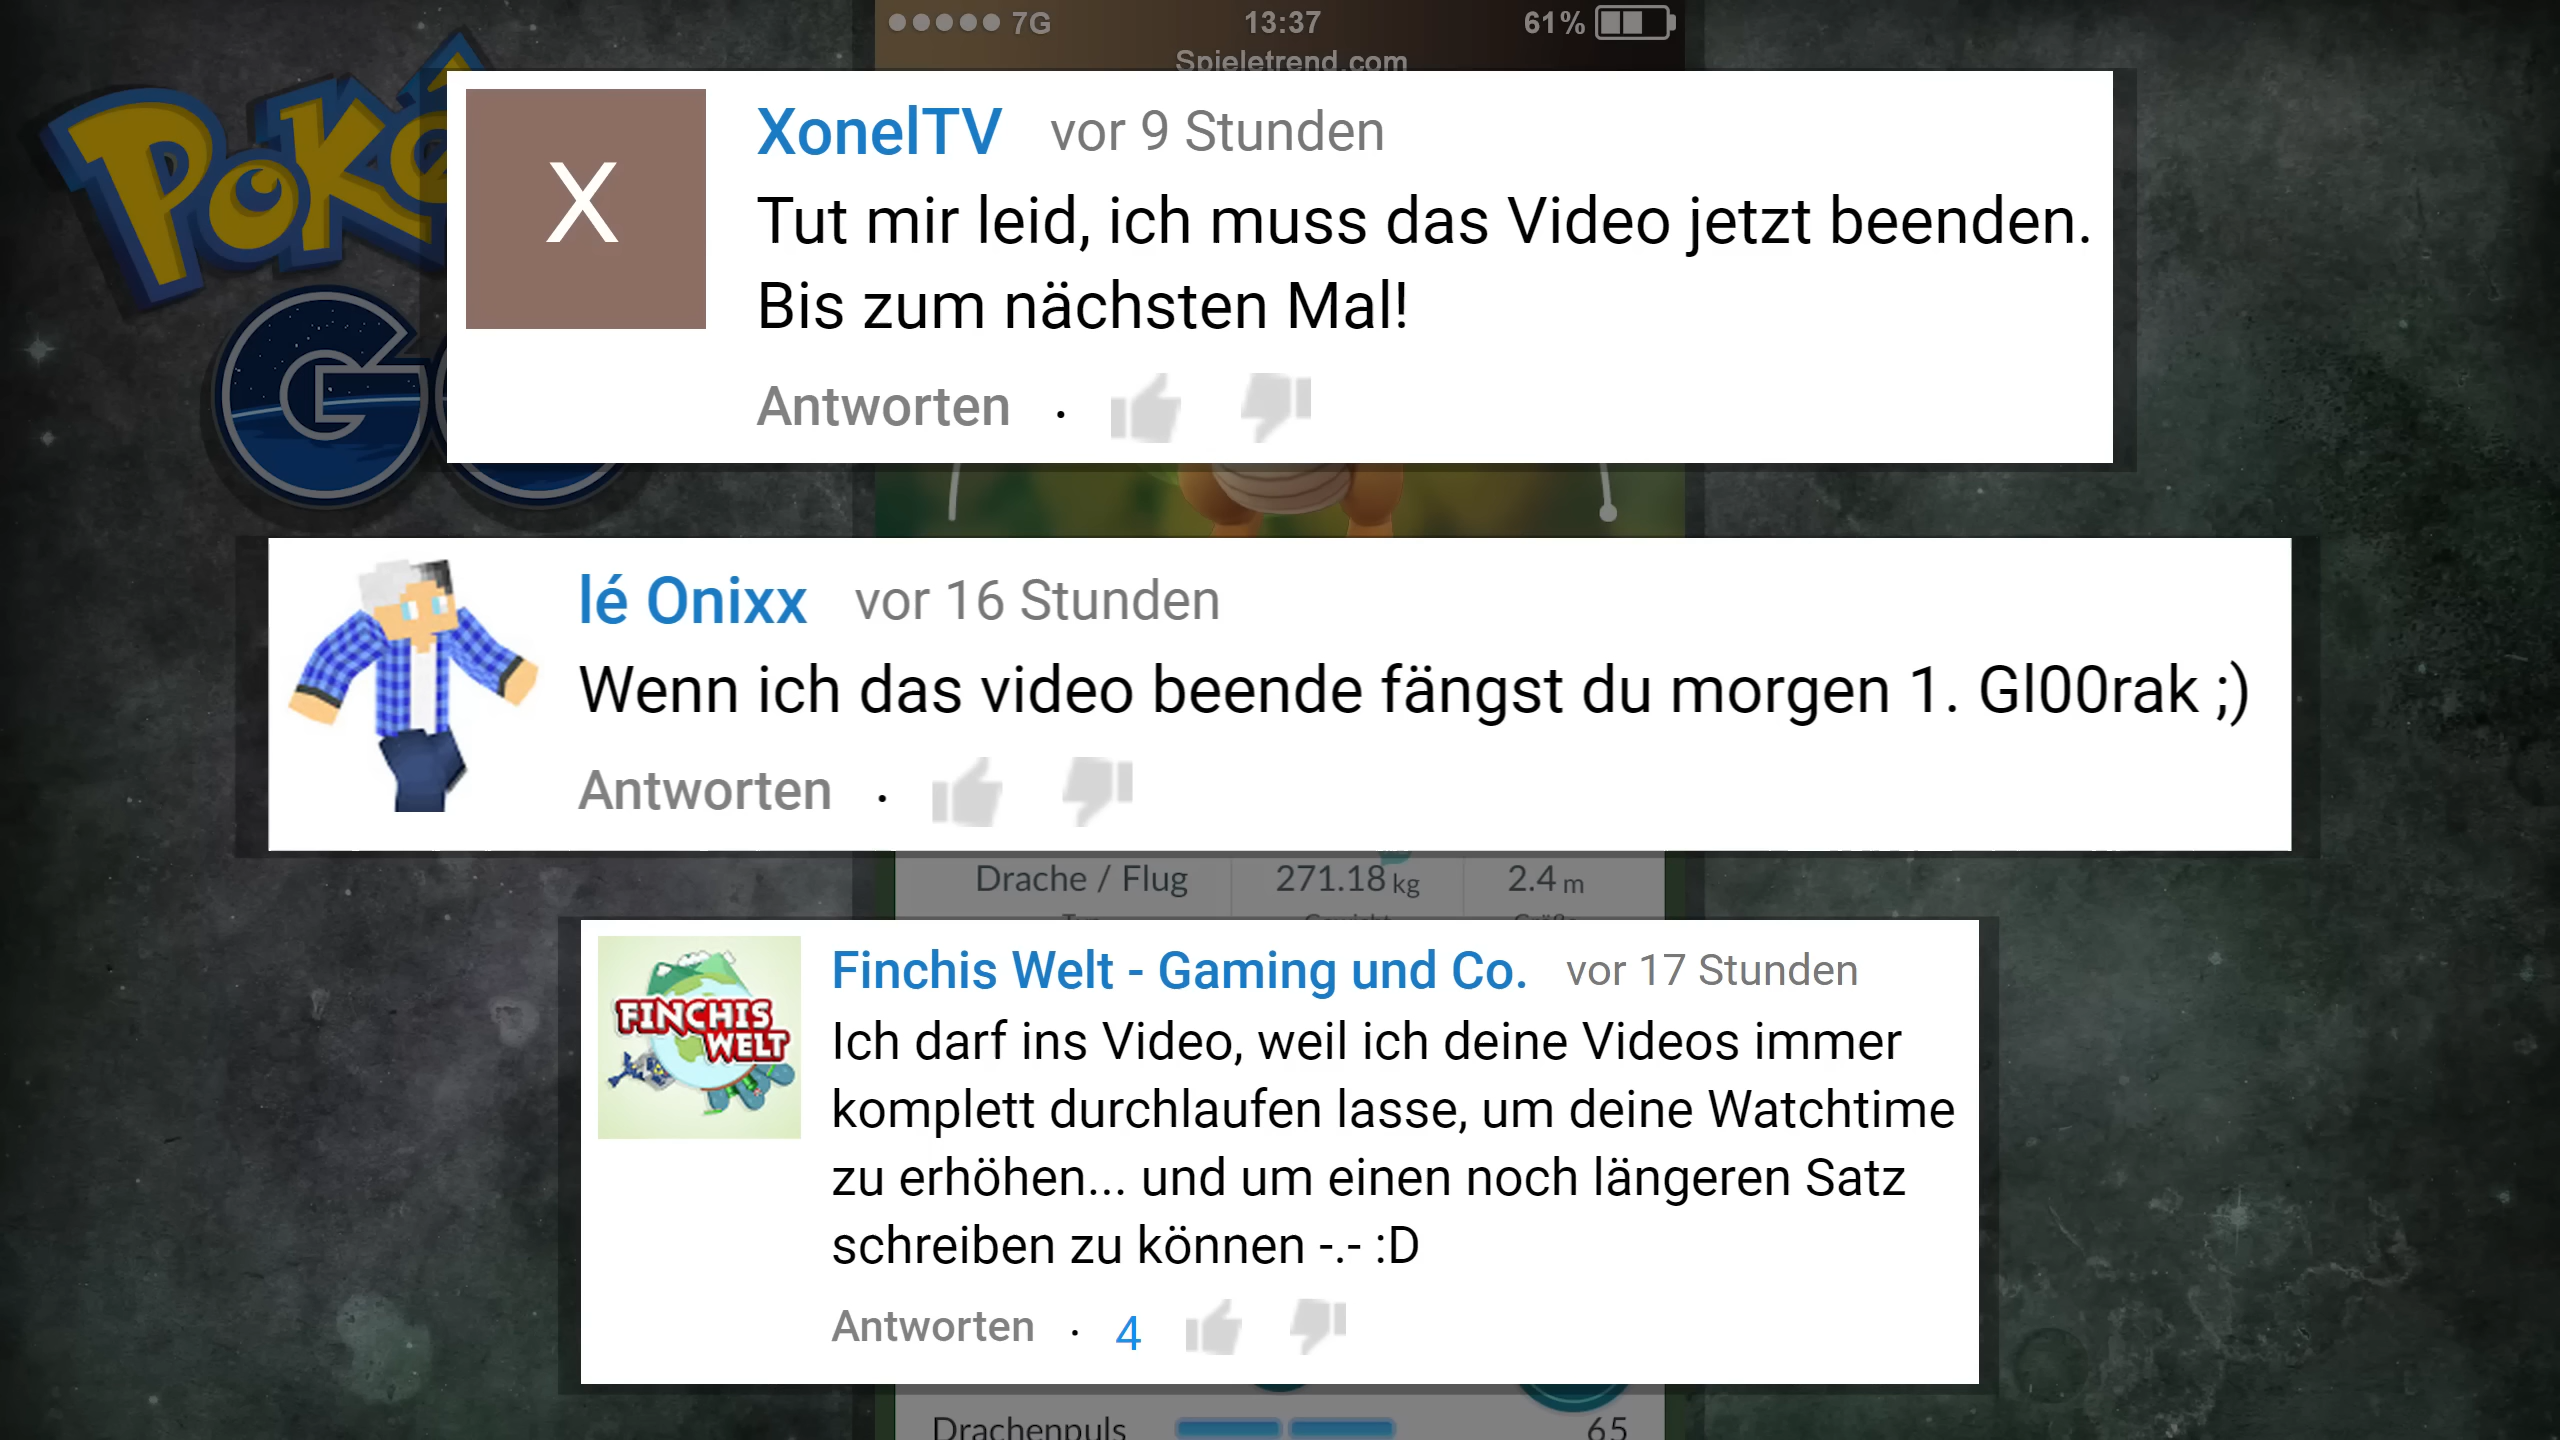 ●●●●● 7G 13:37 61%
Spieletrend.com
POKÉ
GO
X
XonelTV vor 9 Stunden
Tut mir leid, ich muss das Video jetzt beenden.
Bis zum nächsten Mal!
Antworten ·
lé Onixx vor 16 Stunden
Wenn ich das video beende fängst du morgen 1. Gl00rak ;)
Antworten ·
Drache / Flug 271.18 kg 2.4 m
FINCHIS
WELT
Finchis Welt - Gaming und Co. vor 17 Stunden
Ich darf ins Video, weil ich deine Videos immer
komplett durchlaufen lasse, um deine Watchtime
zu erhöhen... und um einen noch längeren Satz
schreiben zu können -.- :D
Antworten · 4
Drachenpuls 65